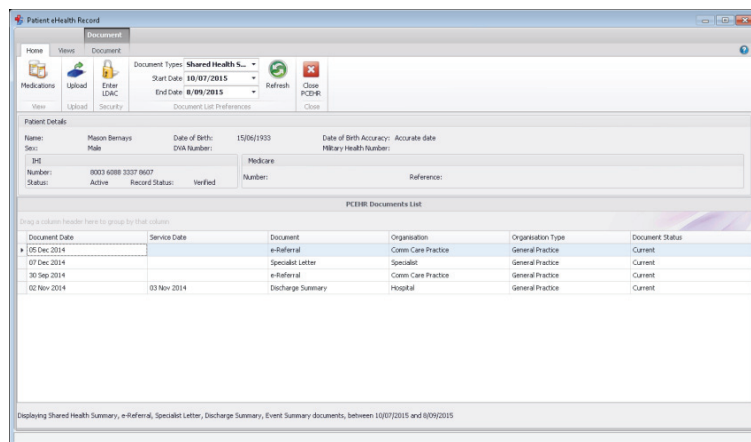 Patient eHealth Record
Document
Home Views Document
Medications Upload Enter LDAC Document Types Shared Health S... Start Date 10/07/2015 End Date 8/09/2015 Refresh Close PCEHR
View Upload Security Document List Preferences Close
Patient Details
Name: Mason Bernays Date of Birth: 15/06/1933 Date of Birth Accuracy: Accurate date
Sex: Male DVA Number: Military Health Number:
IHI Medicare
Number: 8003 6088 3337 8607 Number: Reference:
Status: Active Record Status: Verified
PCEHR Documents List
Drag a column header here to group by that column
Document Date Service Date Document Organisation Organisation Type Document Status
05 Dec 2014 e-Referral Comm Care Practice General Practice Current
07 Dec 2014 Specialist Letter Specialist General Practice Current
30 Sep 2014 e-Referral Comm Care Practice General Practice Current
02 Nov 2014 03 Nov 2014 Discharge Summary Hospital General Practice Current
Displaying Shared Health Summary, e-Referral, Specialist Letter, Discharge Summary, Event Summary documents, between 10/07/2015 and 8/09/2015